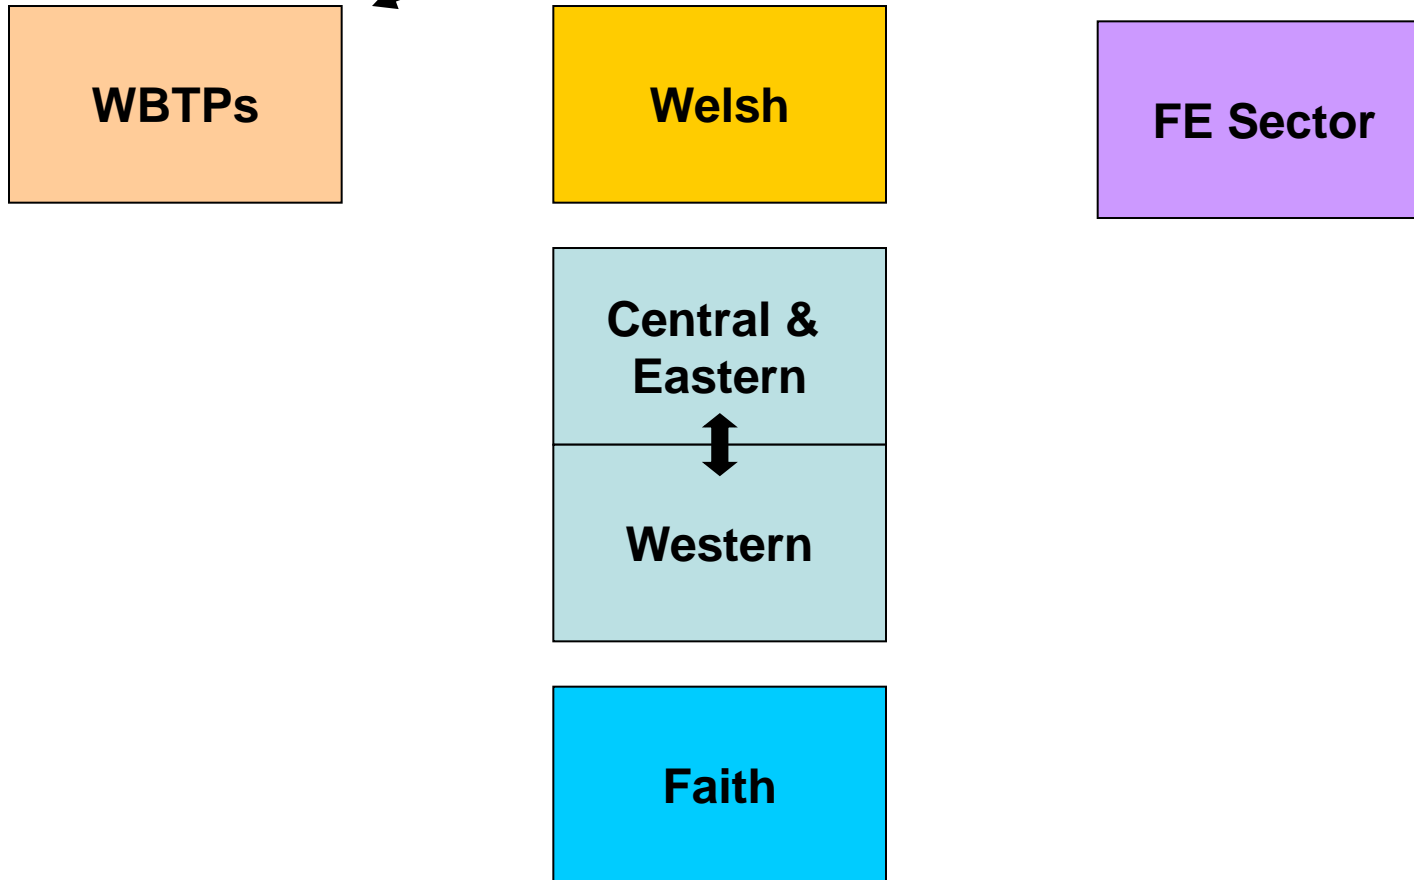 WBTPs
Welsh
FE Sector
Central &
Eastern
Western
Faith